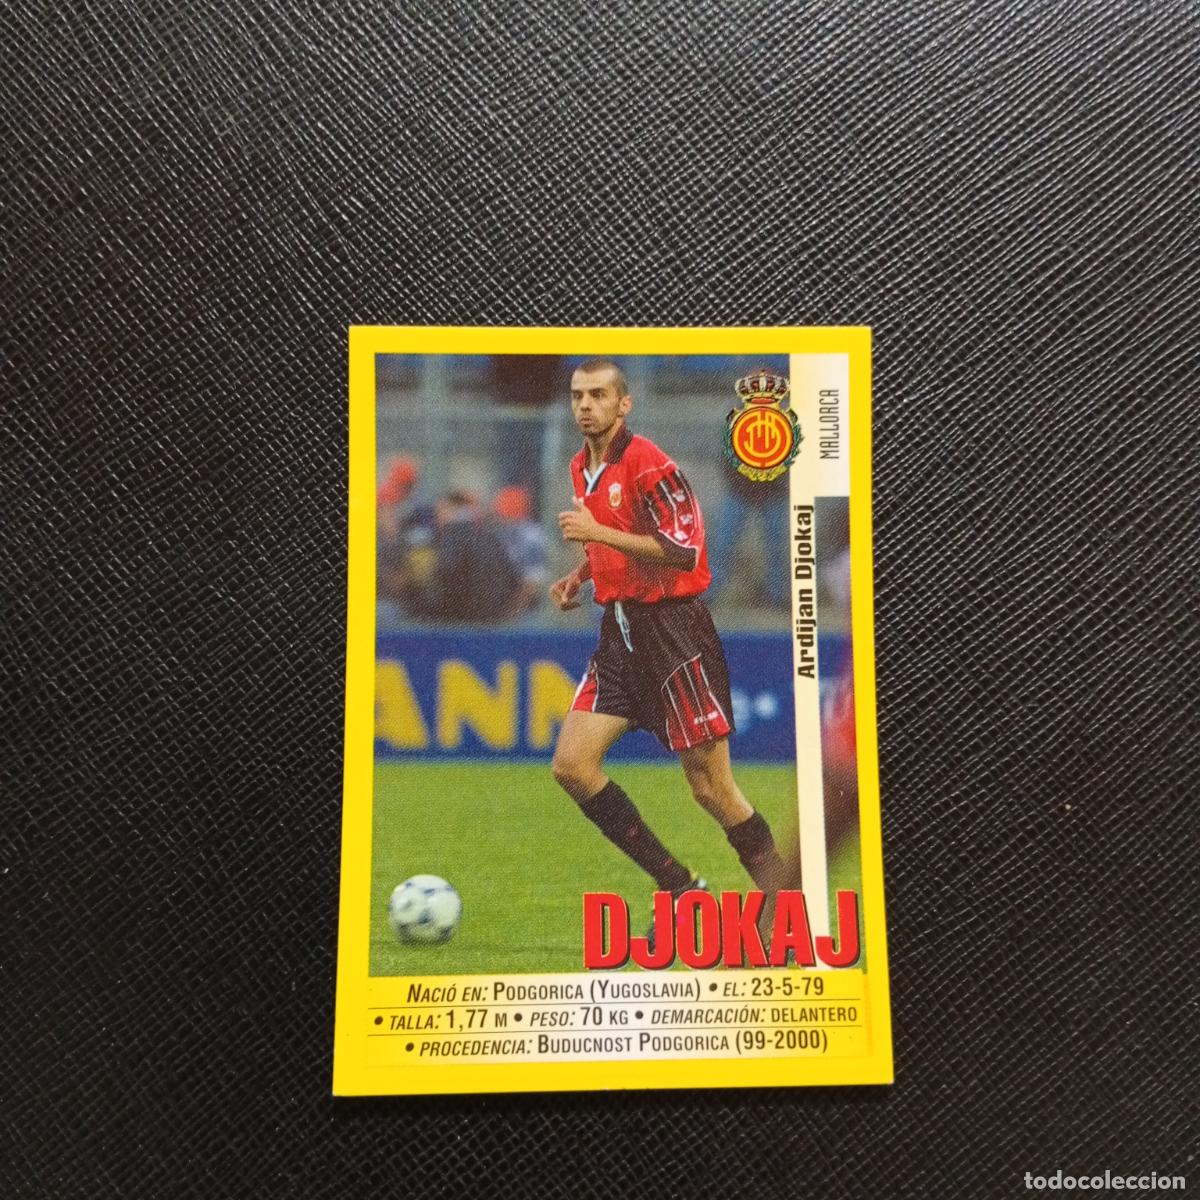 MALLORCA
Ardijan Djokaj
ANN
DJOKAJ
NACIÓ EN: PODGORICA (YUGOSLAVIA) • EL: 23-5-79
• TALLA: 1,77 M • PESO: 70 KG • DEMARCACIÓN: DELANTERO
• PROCEDENCIA: BUDUCNOST PODGORICA (99-2000)
todocoleccion